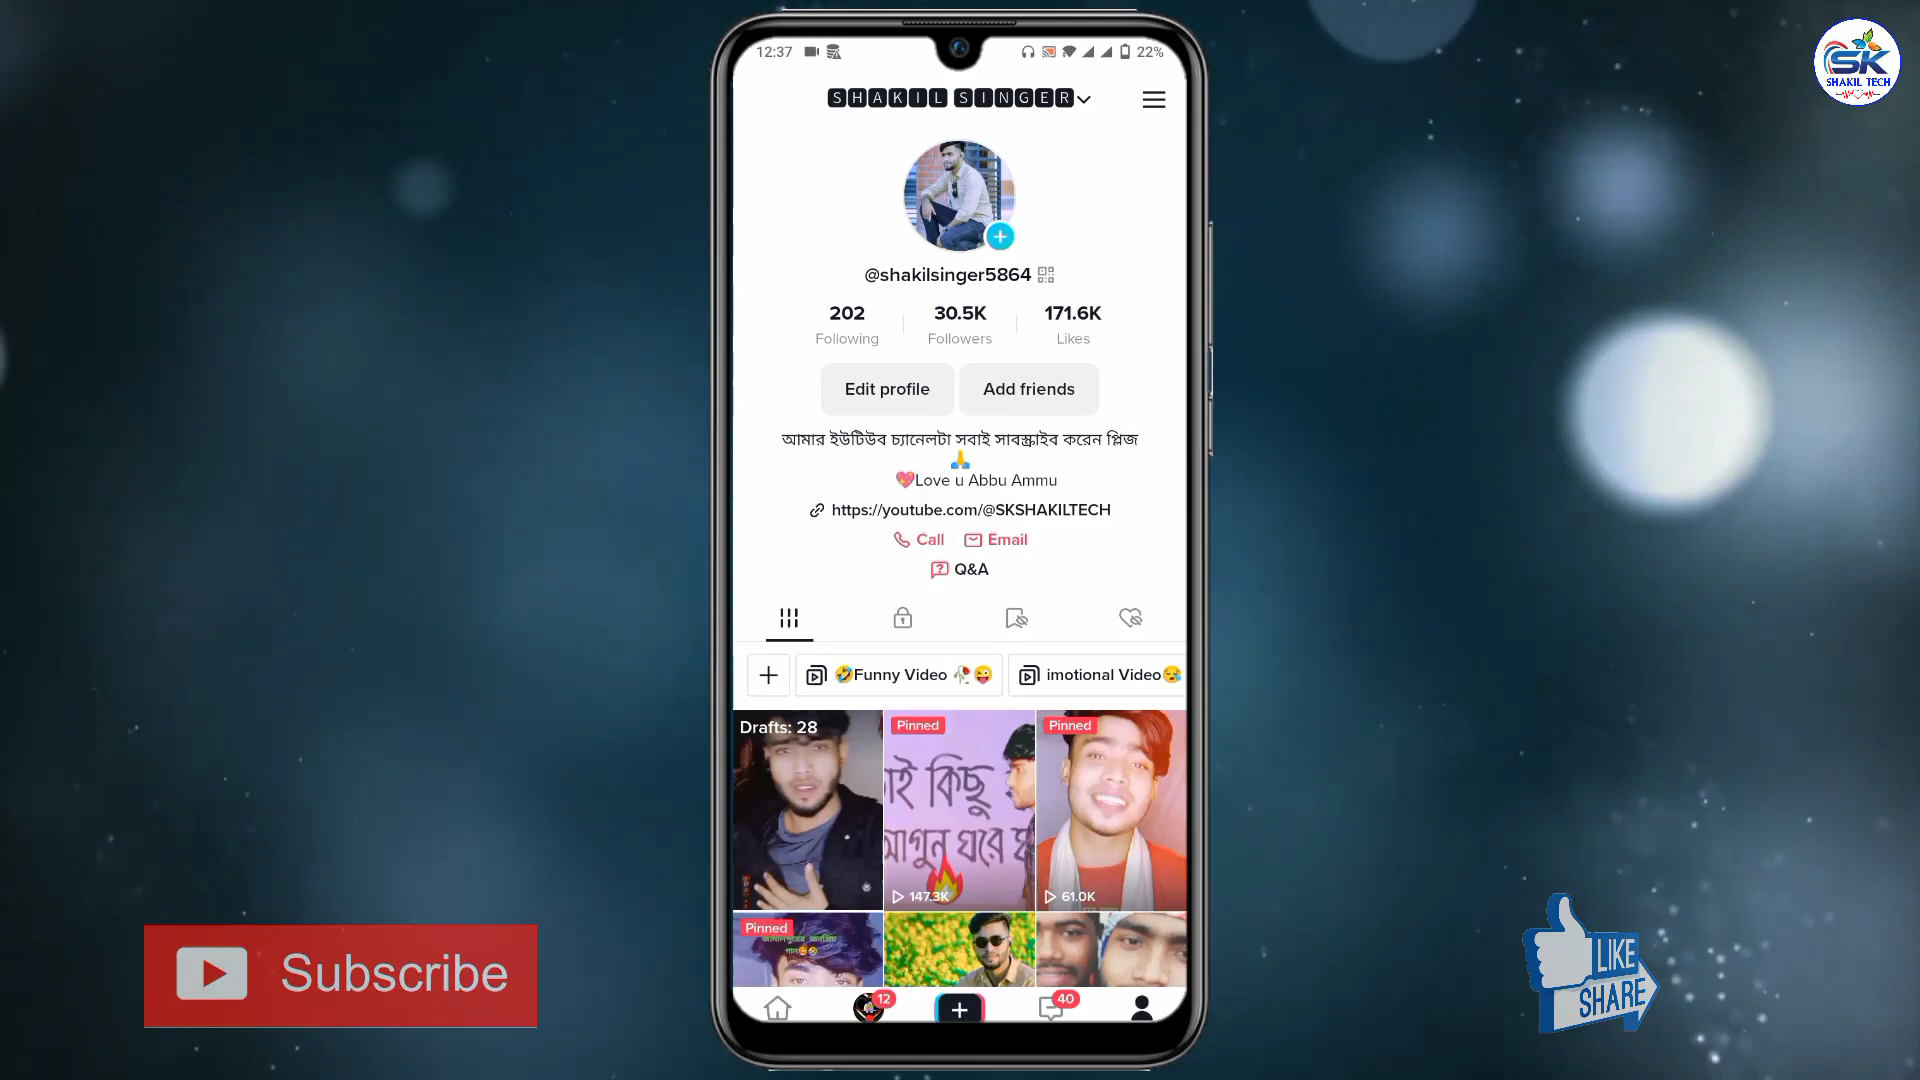 12:37
22%
SK
SHAKIL TECH
SHAKIL SINGER
@shakilsinger5864
202
30.5K
171.6K
Following
Followers
Likes
Edit profile
Add friends
আমার ইউটিউব চ্যানেলটা সবাই সাবস্ক্রাইব করেন প্লিজ
🙏
💖Love u Abbu Ammu
https://youtube.com/@SKSHAKILTECH
Call
Email
Q&A
🤣Funny Video 🥀😜
imotional Video😪
Drafts: 28
Pinned
Pinned
কিছু
আগুন ঘরে
147.3K
61.0K
Pinned
গান🥰🤣
12
40
Subscribe
LIKE
SHARE